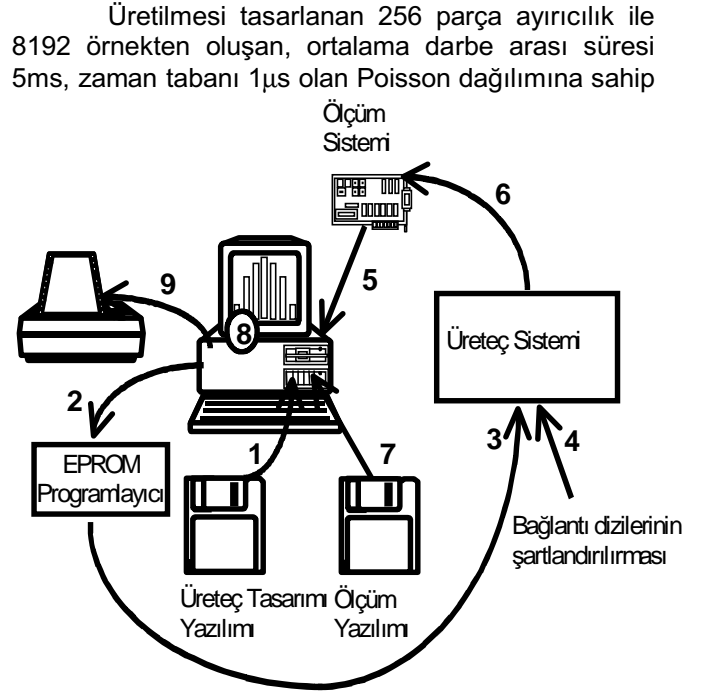 Üretilmesi tasarlanan 256 parça ayırıcılık ile
8192 örnekten oluşan, ortalama darbe arası süresi
5ms, zaman tabanı 1µs olan Poisson dağılımına sahip
Ölçüm
Sistemi
6
9
5
8
Üreteç Sistemi
2
1
7
3
4
EPROM
Programlayıcı
Bağlantı dizilerinin
şartlandırılırması
Üreteç Tasarımı
Yazılımı
Ölçüm
Yazılımı